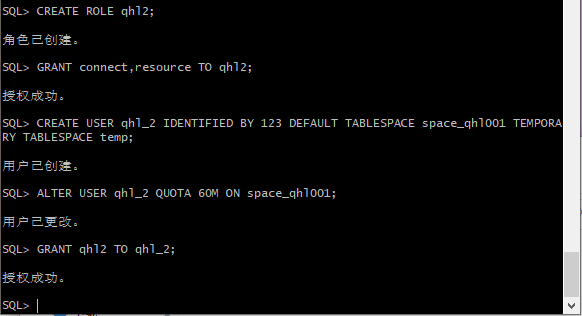 SQL> CREATE ROLE qhl2;
角色已创建。
SQL> GRANT connect,resource TO qhl2;
授权成功。
SQL> CREATE USER qhl_2 IDENTIFIED BY 123 DEFAULT TABLESPACE space_qhl001 TEMPORA
RY TABLESPACE temp;
用户已创建。
SQL> ALTER USER qhl_2 QUOTA 60M ON space_qhl001;
用户已更改。
SQL> GRANT qhl2 TO qhl_2;
授权成功。
SQL>